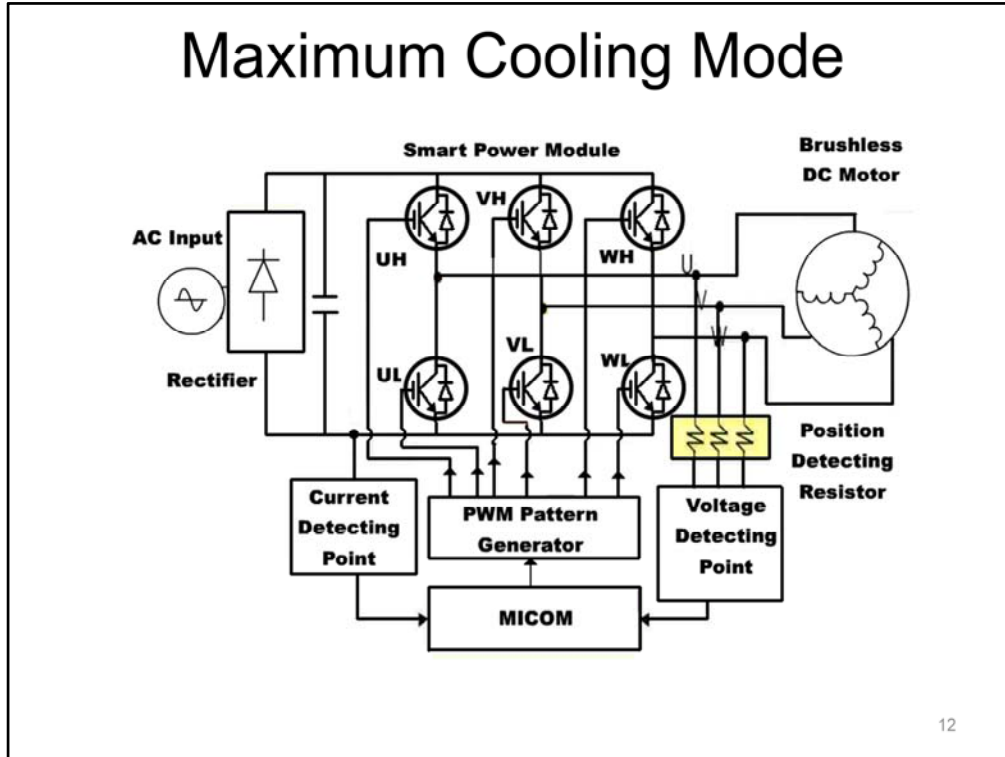 Maximum Cooling Mode
Smart Power Module
Brushless
DC Motor
AC Input
VH
UH
WH
U
V
W
Rectifier
UL
VL
WL
Position
Detecting
Resistor
Current
Detecting
Point
PWM Pattern
Generator
Voltage
Detecting
Point
MICOM
12